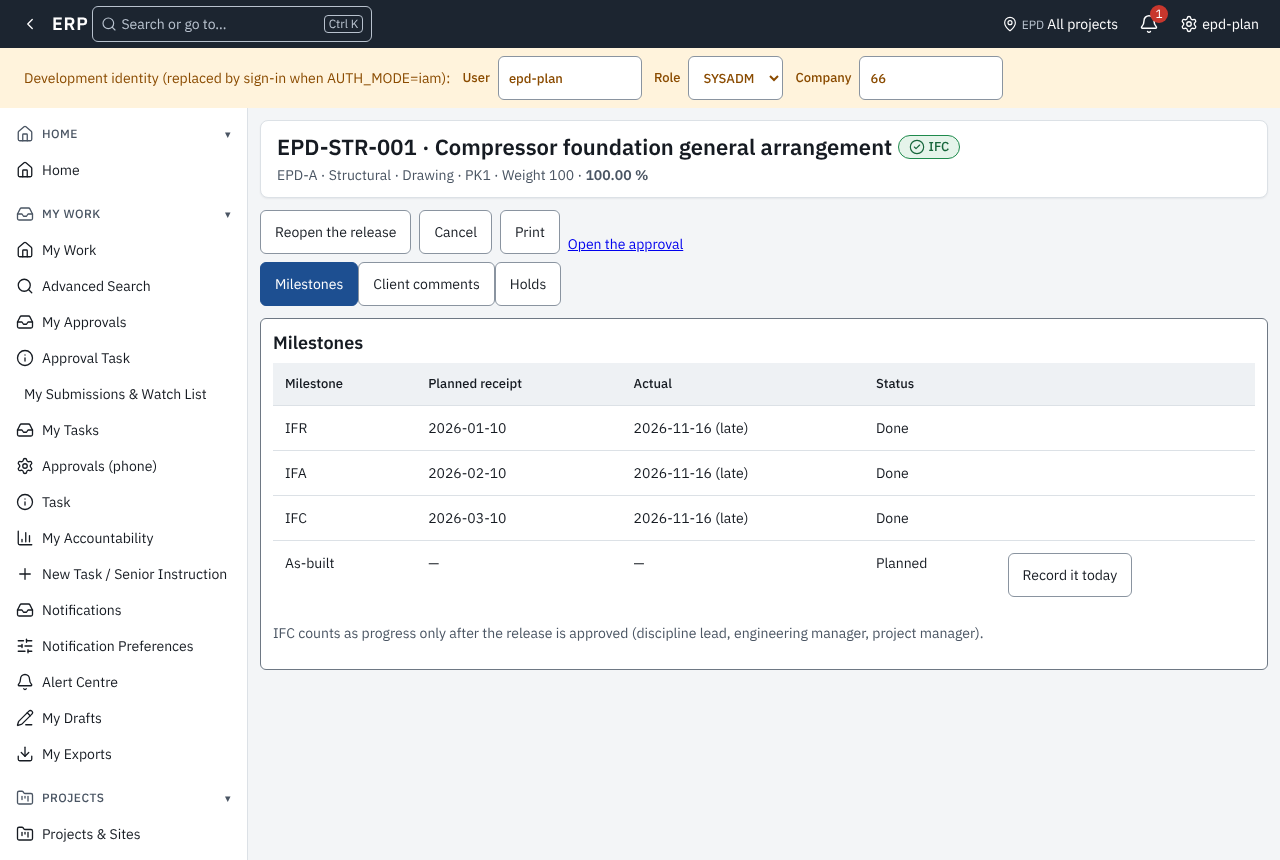 ERP
Search or go to...
Ctrl K
EPD All projects
1
epd-plan
Development identity (replaced by sign-in when AUTH_MODE=iam): User epd-plan Role SYSADM Company 66
HOME
Home
MY WORK
My Work
Advanced Search
My Approvals
Approval Task
My Submissions & Watch List
My Tasks
Approvals (phone)
Task
My Accountability
New Task / Senior Instruction
Notifications
Notification Preferences
Alert Centre
My Drafts
My Exports
PROJECTS
Projects & Sites
EPD-STR-001 · Compressor foundation general arrangement IFC
EPD-A · Structural · Drawing · PK1 · Weight 100 · 100.00 %
Reopen the release Cancel Print Open the approval
Milestones Client comments Holds
Milestones
Milestone Planned receipt Actual Status
IFR 2026-01-10 2026-11-16 (late) Done
IFA 2026-02-10 2026-11-16 (late) Done
IFC 2026-03-10 2026-11-16 (late) Done
As-built — — Planned Record it today
IFC counts as progress only after the release is approved (discipline lead, engineering manager, project manager).